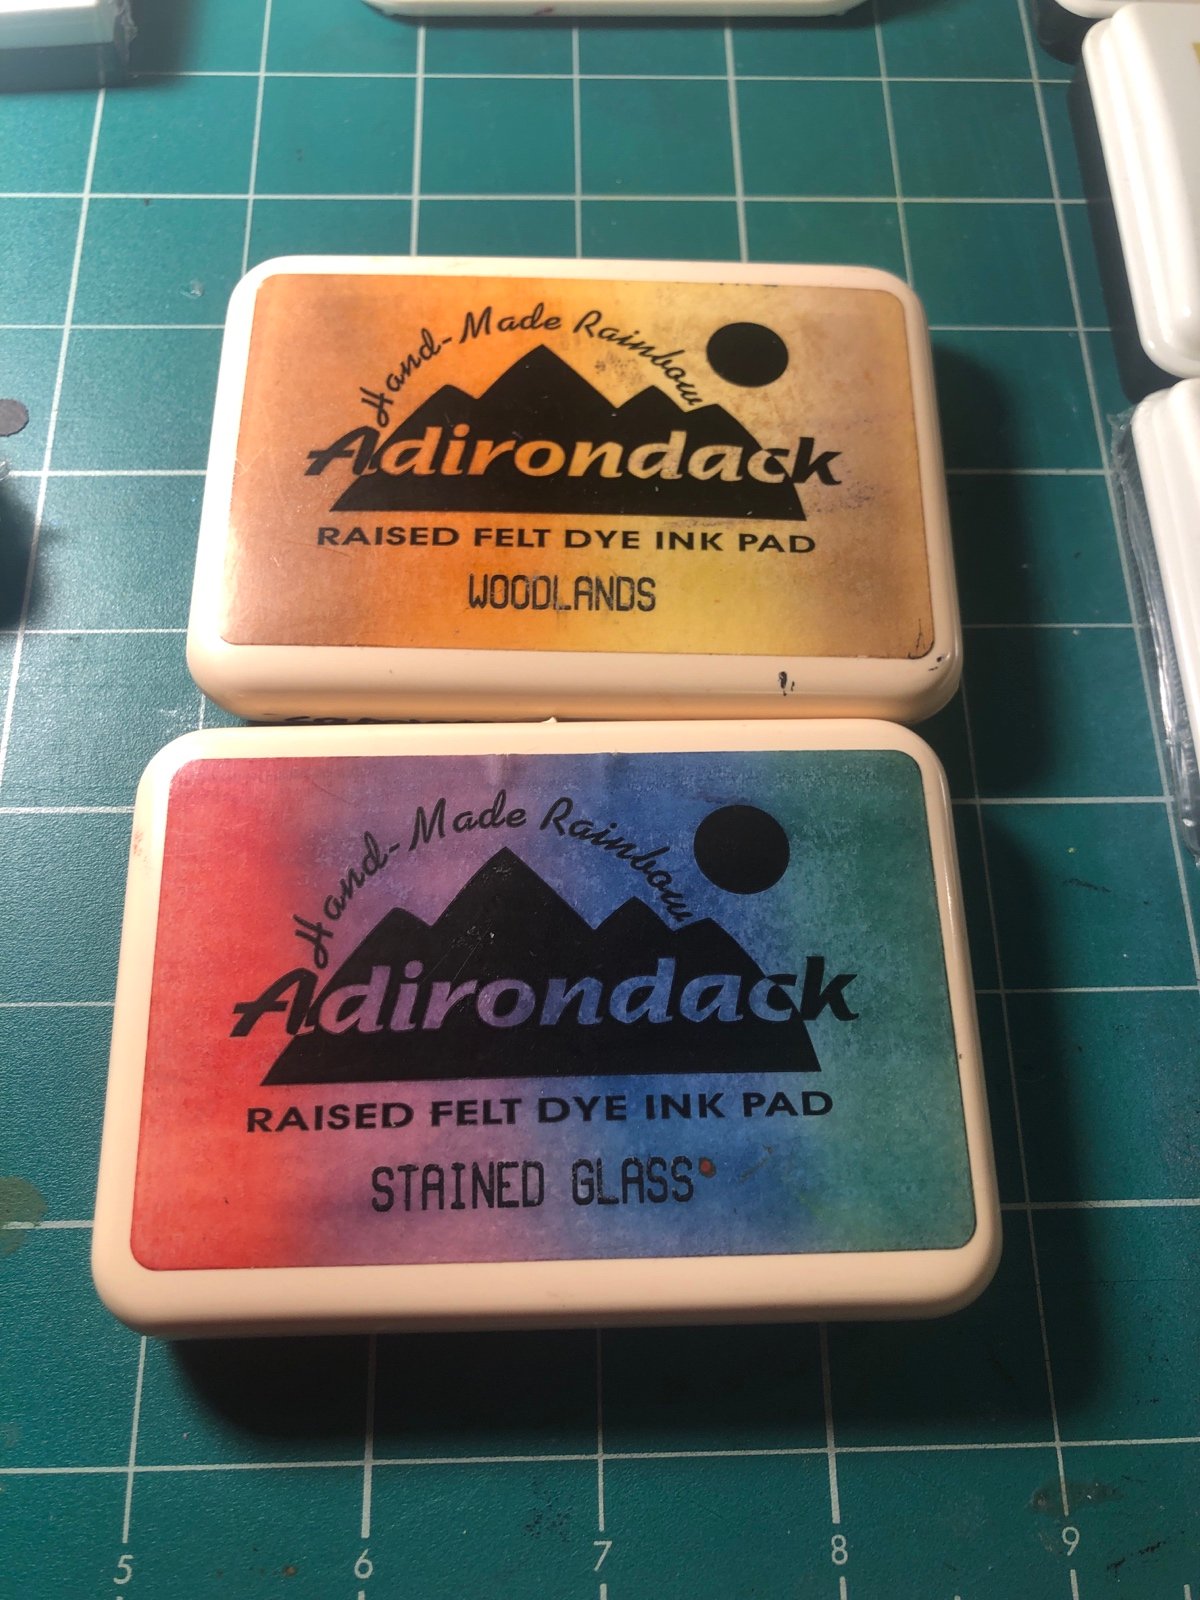 Hand-Made Rainbow
Adirondack
RAISED FELT DYE INK PAD
WOODLANDS
Hand-Made Rainbow
Adirondack
RAISED FELT DYE INK PAD
STAINED GLASS
5 6 7 8 9